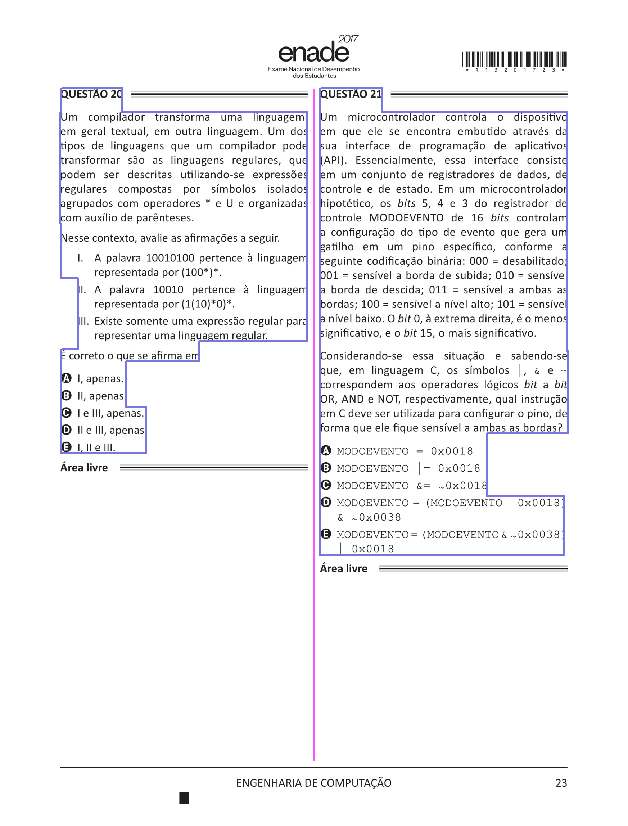 2017
enade
Exame Nacional de Desempenho
dos Estudantes
*R1320172 3*
QUESTÃO 20
Um compilador transforma uma linguagem,
em geral textual, em outra linguagem. Um dos
tipos de linguagens que um compilador pode
transformar são as linguagens regulares, que
podem ser descritas utilizando-se expressões
regulares compostas por símbolos isolados
agrupados com operadores * e U e organizadas
com auxílio de parênteses.
Nesse contexto, avalie as afirmações a seguir.
I. A palavra 10010100 pertence à linguagem
representada por (100*)*.
II. A palavra 10010 pertence à linguagem
representada por (1(10)*0)*.
III. Existe somente uma expressão regular para
representar uma linguagem regular.
É correto o que se afirma em
A I, apenas.
B II, apenas
C I e III, apenas.
D II e III, apenas
E I, II e III.
Área livre
QUESTÃO 21
Um microcontrolador controla o dispositivo
em que ele se encontra embutido através da
sua interface de programação de aplicativos
(API). Essencialmente, essa interface consiste
em um conjunto de registradores de dados, de
controle e de estado. Em um microcontrolador
hipotético, os bits 5, 4 e 3 do registrador de
controle MODOEVENTO de 16 bits controlam
a configuração do tipo de evento que gera um
gatilho em um pino específico, conforme a
seguinte codificação binária: 000 = desabilitado;
001 = sensível a borda de subida; 010 = sensível
a borda de descida; 011 = sensível a ambas as
bordas; 100 = sensível a nível alto; 101 = sensível
a nível baixo. O bit 0, à extrema direita, é o menos
significativo, e o bit 15, o mais significativo.
Considerando-se essa situação e sabendo-se
que, em linguagem C, os símbolos |, & e ~
correspondem aos operadores lógicos bit a bit
OR, AND e NOT, respectivamente, qual instrução
em C deve ser utilizada para configurar o pino, de
forma que ele fique sensível a ambas as bordas?
A MODOEVENTO = 0x0018
B MODOEVENTO |= 0x0018
C MODOEVENTO &= ~0x0018
D MODOEVENTO = (MODOEVENTO 0x0018)
& ~0x0038
E MODOEVENTO = (MODOEVENTO & ~0x0038)
| 0x0018
Área livre
ENGENHARIA DE COMPUTAÇÃO 23